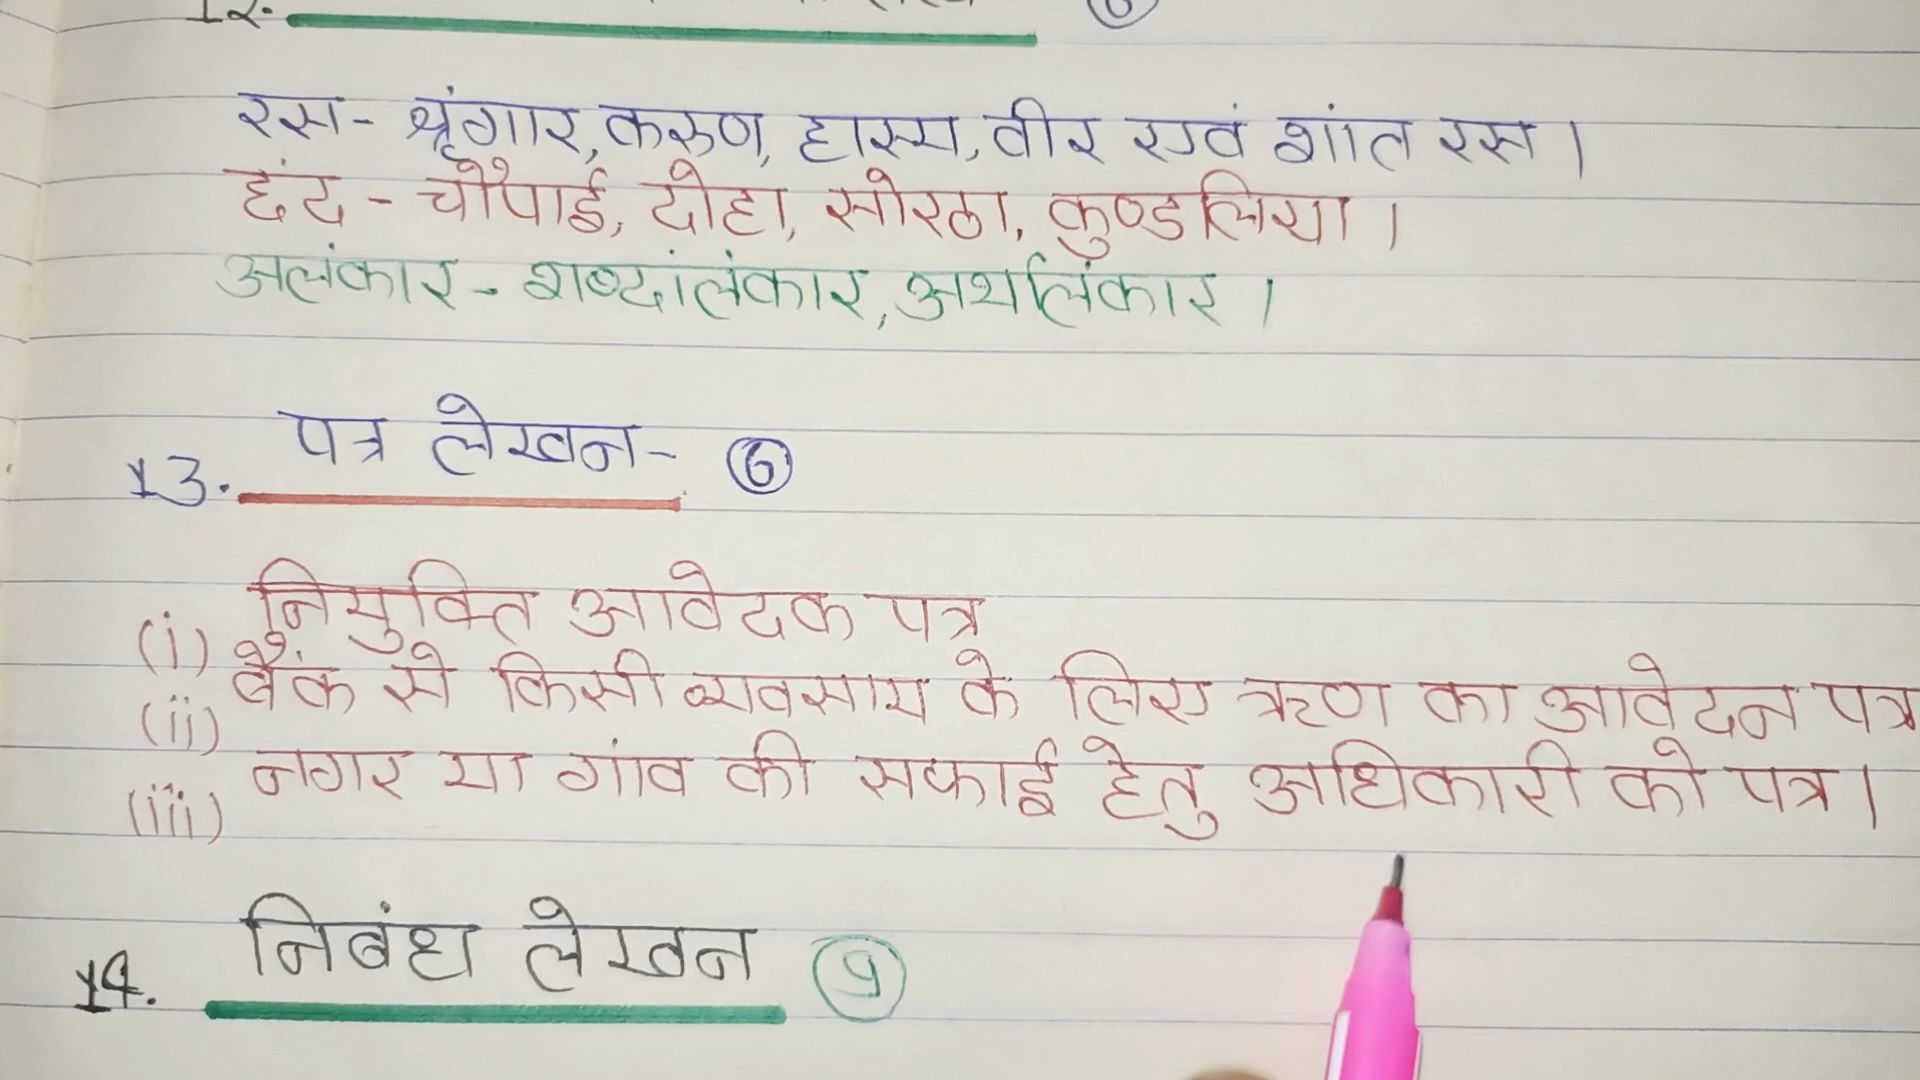 12.
रस- श्रृंगार, करुण, हास्य, वीर एवं शांत रस ।
छंद - चौपाई, दोहा, सोरठा, कुण्डलिया ।
अलंकार - शब्दालंकार, अर्थालंकार ।
13. पत्र लेखन- 6
(i) नियुक्ति आवेदक पत्र
(ii) बैंक से किसी व्यवसाय के लिए ऋण का आवेदन पत्र
(iii) नगर या गांव की सफाई हेतु अधिकारी को पत्र ।
14. निबंध लेखन 9